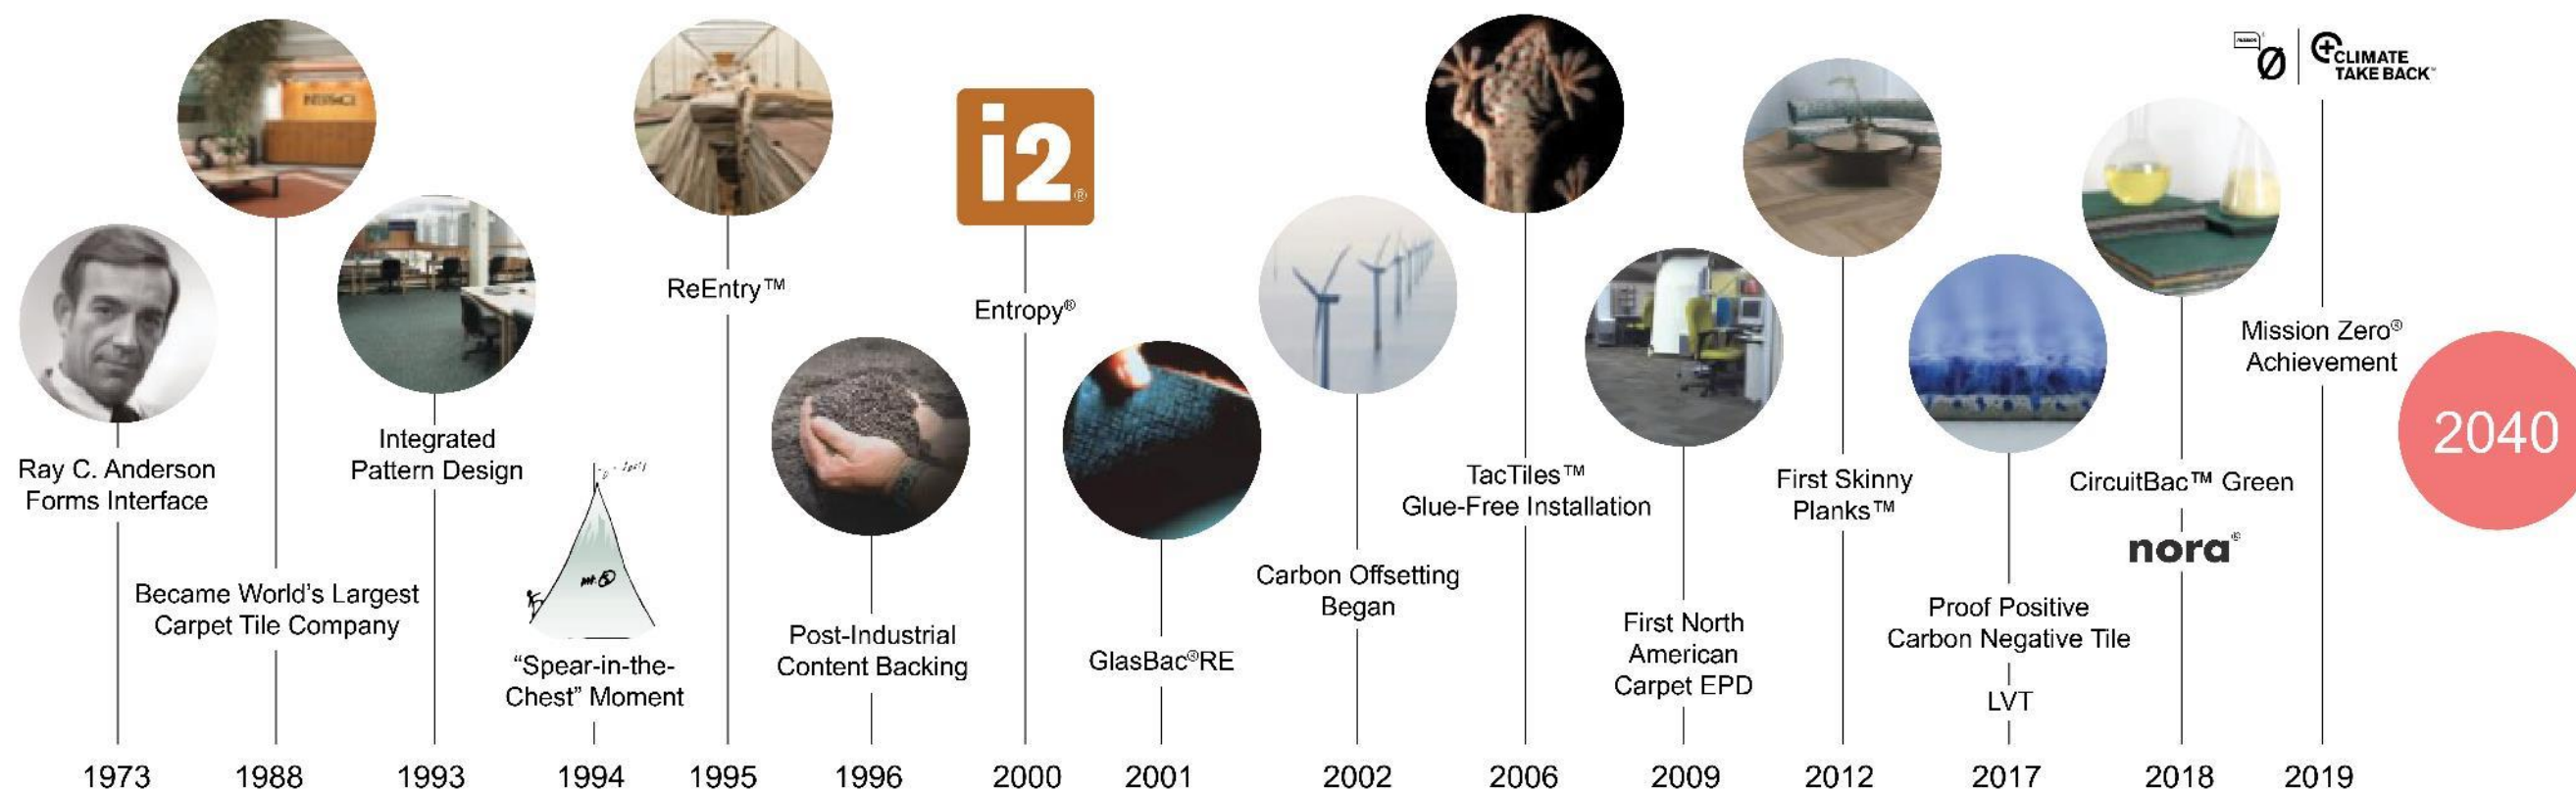 INTERFACE
Ray C. Anderson
Forms Interface
1973
Became World's Largest
Carpet Tile Company
1988
Integrated
Pattern Design
1993
“Spear-in-the-
Chest” Moment
1994
ReEntry™
1995
Post-Industrial
Content Backing
1996
i2®
Entropy®
2000
GlasBac®RE
2001
Carbon Offsetting
Began
2002
TacTiles™
Glue-Free Installation
2006
First North
American
Carpet EPD
2009
First Skinny
Planks™
2012
Proof Positive
Carbon Negative Tile
LVT
2017
CircuitBac™ Green
nora®
2018
CLIMATE
TAKE BACK™
Mission Zero®
Achievement
2019
2040